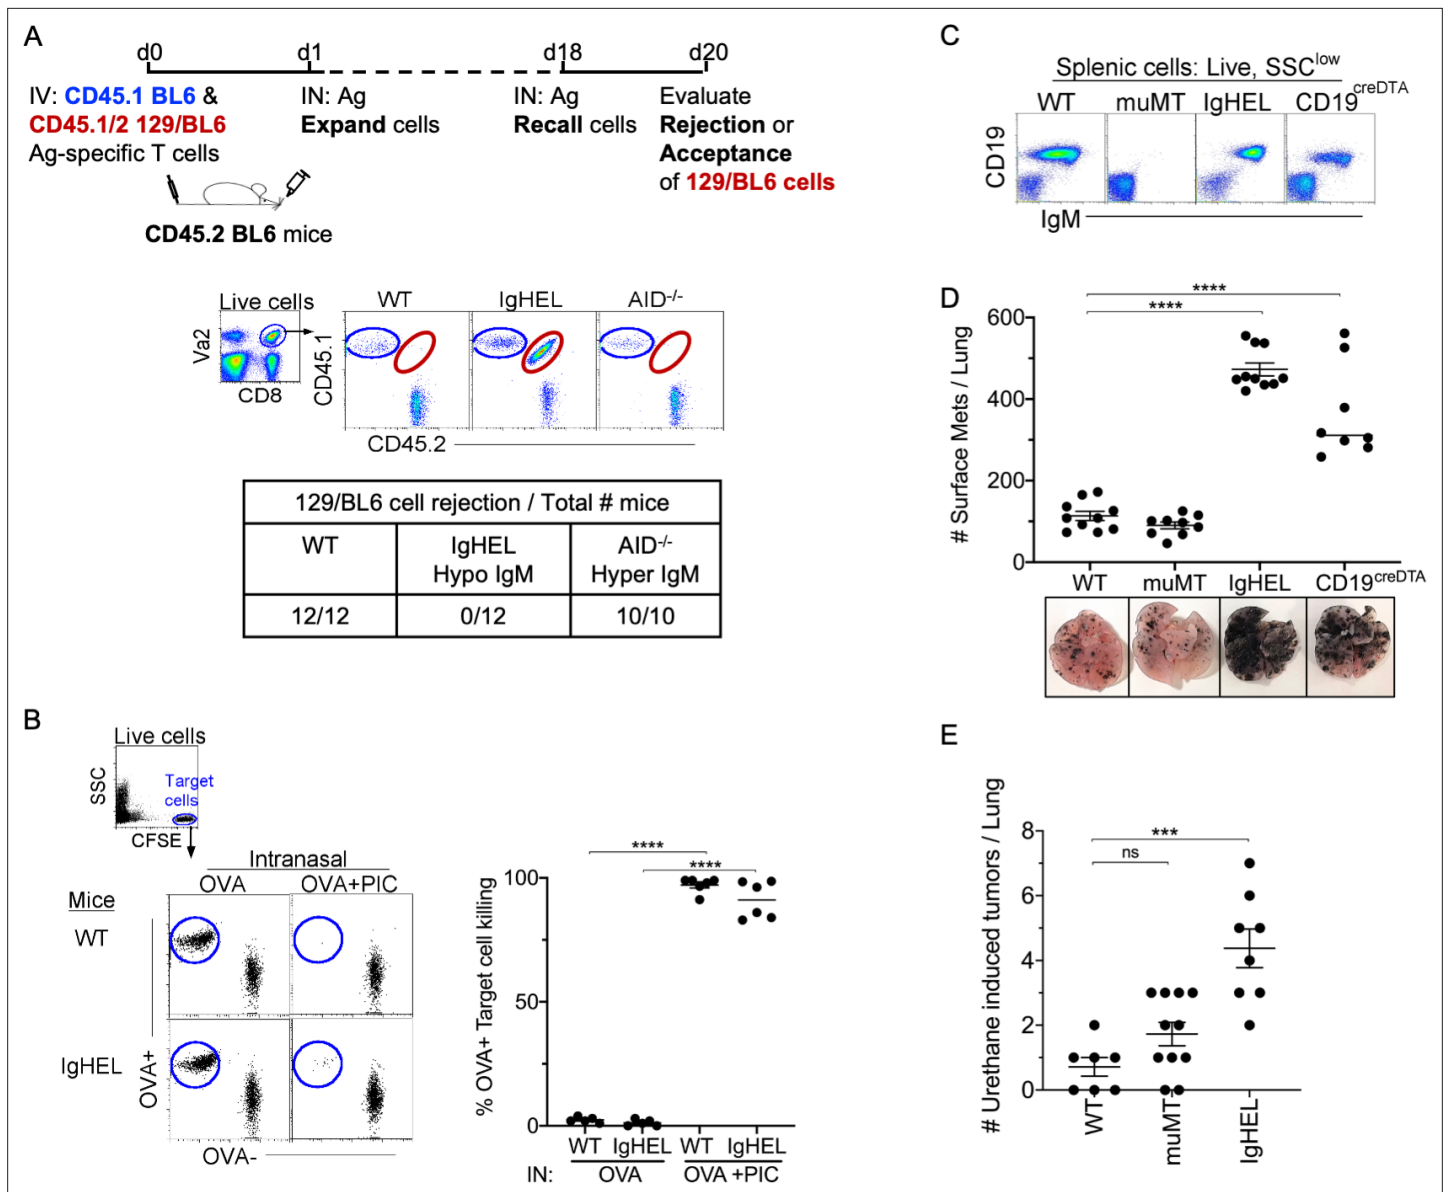 A
d0 d1 d18 d20
IV: CD45.1 BL6 &
CD45.1/2 129/BL6
Ag-specific T cells
IN: Ag
Expand cells
IN: Ag
Recall cells
Evaluate
Rejection or
Acceptance
of 129/BL6 cells
CD45.2 BL6 mice
Live cells
Va2
CD8
WT IgHEL AID-/-
CD45.1
CD45.2
129/BL6 cell rejection / Total # mice
WT
IgHEL
Hypo IgM
AID-/-
Hyper IgM
12/12 0/12 10/10
B
Live cells
SSC
Target
cells
CFSE
Intranasal
OVA OVA+PIC
Mice
WT
IgHEL
OVA+
OVA-
****
****
% OVA+ Target cell killing
100
50
0
WT IgHEL WT IgHEL
IN: OVA OVA +PIC
C
Splenic cells: Live, SSClow
WT muMT IgHEL CD19creDTA
CD19
IgM
D
****
****
# Surface Mets / Lung
600
400
200
0
WT muMT IgHEL CD19creDTA
E
# Urethane induced tumors / Lung
***
ns
8
6
4
2
0
WT
muMT
IgHEL